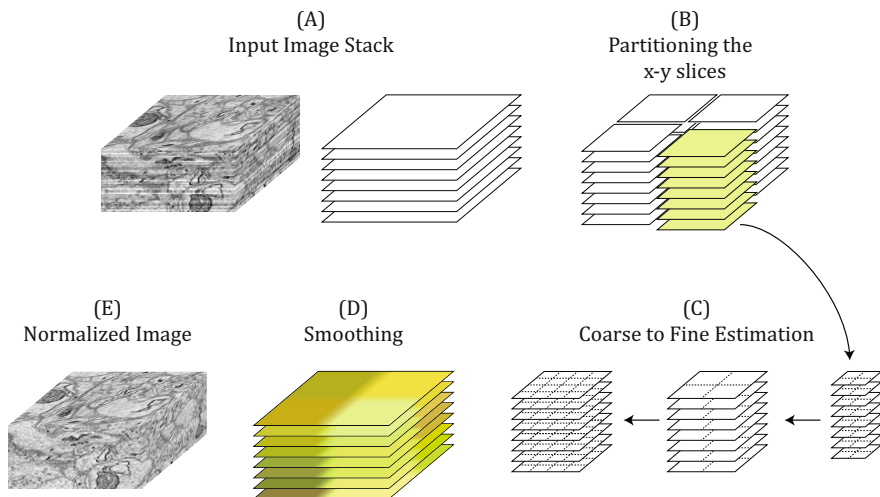 (A)
Input Image Stack
(B)
Partitioning the
x-y slices
(E)
Normalized Image
(D)
Smoothing
(C)
Coarse to Fine Estimation